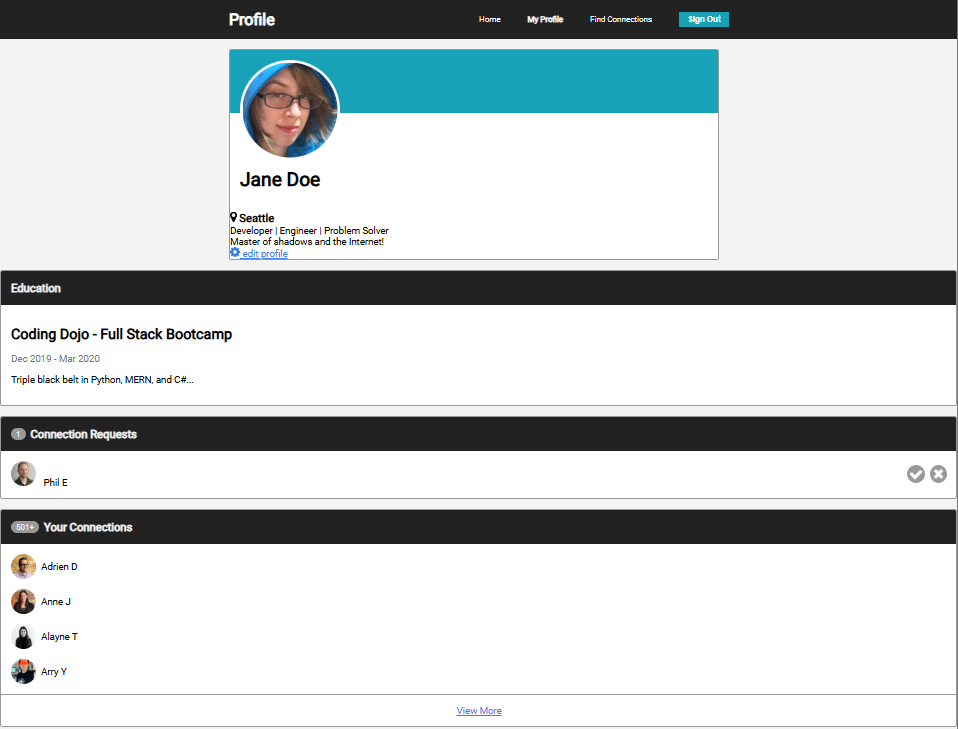 Profile
Home
My Profile
Find Connections
Sign Out
Jane Doe
Seattle
Developer | Engineer | Problem Solver
Master of shadows and the Internet!
edit profile
Education
Coding Dojo - Full Stack Bootcamp
Dec 2019 - Mar 2020
Triple black belt in Python, MERN, and C#...
1 Connection Requests
Phil E
501+ Your Connections
Adrien D
Anne J
Alayne T
Arry Y
View More